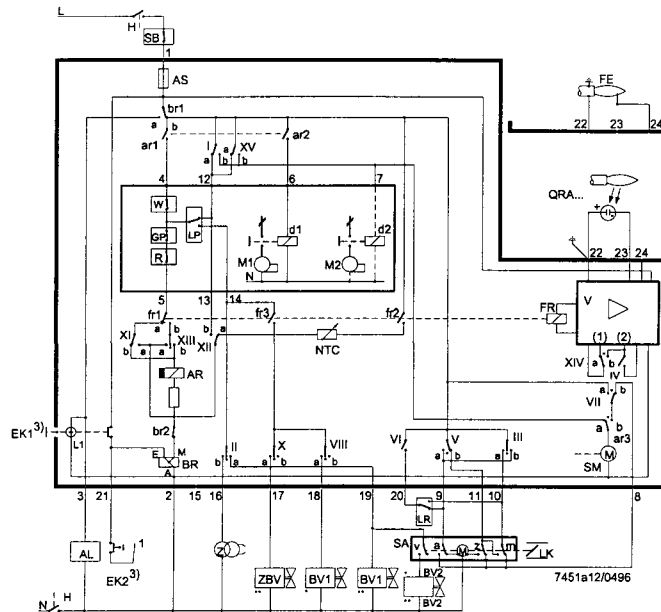 L
H
SB
1
AS
FE
22 23 24
br1
a b
ar1
ar2
I
a
b
XV
a
b
QRA...
+
4 12 6 7
22 23 24
W
GP
R
LP
d1
d2
M1
N
M2
V
FR
(1) (2)
5 13 14
fr1
fr3
fr2
XI
a
b
a
b
XIII
b
a
XII
NTC
XIV
a
b
IV
AR
VII
a
b
ar3
EK1³⁾
L1
br2
E
M
BR
A
II
a
b
X
a
b
VIII
a
b
VI
V
a
b
III
a
b
SM
M
3 21 2 15 16 17 18 19 20 9 11 10 8
AL
1
EK2³⁾
Z
LR
SA
v
a
M
z
m
LK
ZBV
BV1
BV1
BV2
BV2
7451a12/0496
N
H